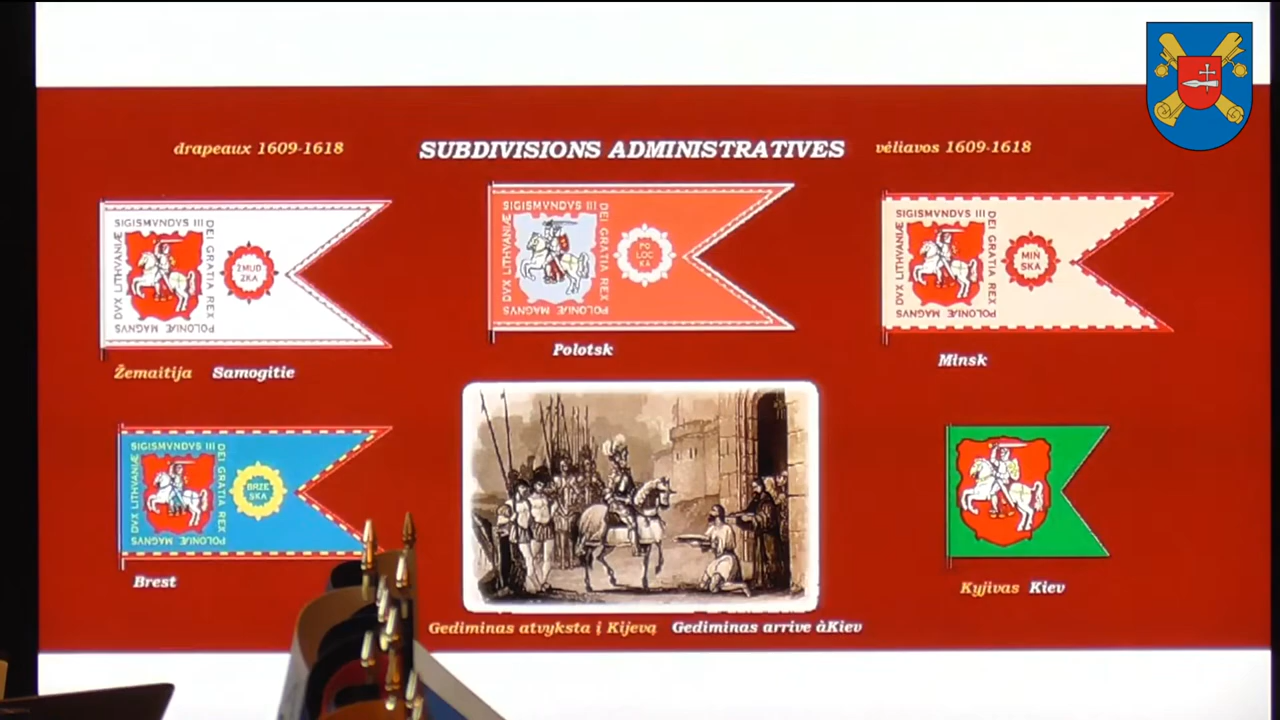 drapeaux 1609-1618
SUBDIVISIONS ADMINISTRATIVES
vėliavos 1609-1618
SIGISMVNDVS III
DEI GRATIA REX
POLONIÆ MAGNVS
DVX LITHVANIÆ
ŻMUD
ZKA
Žemaitija Samogitie
SIGISMVNDVS III
DEI GRATIA REX
POLONIÆ MAGNVS
DVX LITHVANIÆ
PO
LOC
KA
Polotsk
SIGISMVNDVS III
DEI GRATIA REX
POLONIÆ MAGNVS
DVX LITHVANIÆ
MIŃ
SKA
Minsk
SIGISMVNDVS III
DEI GRATIA REX
POLONIÆ MAGNVS
DVX LITHVANIÆ
BRZE
SKA
Brest
Gediminas atvyksta į Kijevą Gediminas arrive àKiev
Kyjivas Kiev